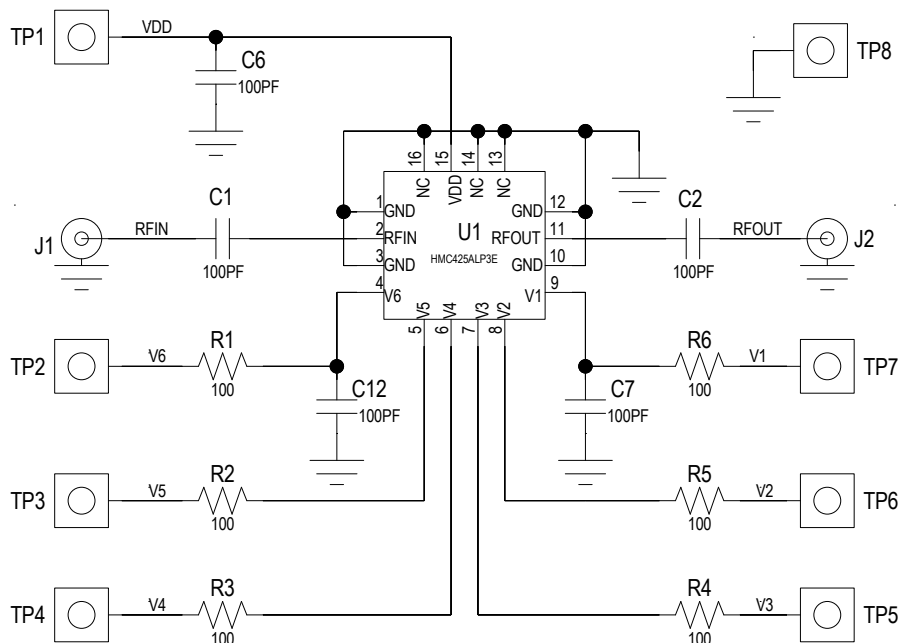 TP1
VDD
C6
100PF
TP8
16
15
14
13
NC
VDD
NC
NC
C1
C2
1
GND
GND
12
J1
RFIN
2
RFIN
U1
RFOUT
11
RFOUT
J2
100PF
3
GND
HMC425ALP3E
GND
10
100PF
4
V6
V5
V4
V3
V2
V1
9
5
6
7
8
TP2
V6
R1
100
R6
100
V1
TP7
C12
100PF
C7
100PF
TP3
V5
R2
100
R5
100
V2
TP6
TP4
V4
R3
100
R4
100
V3
TP5